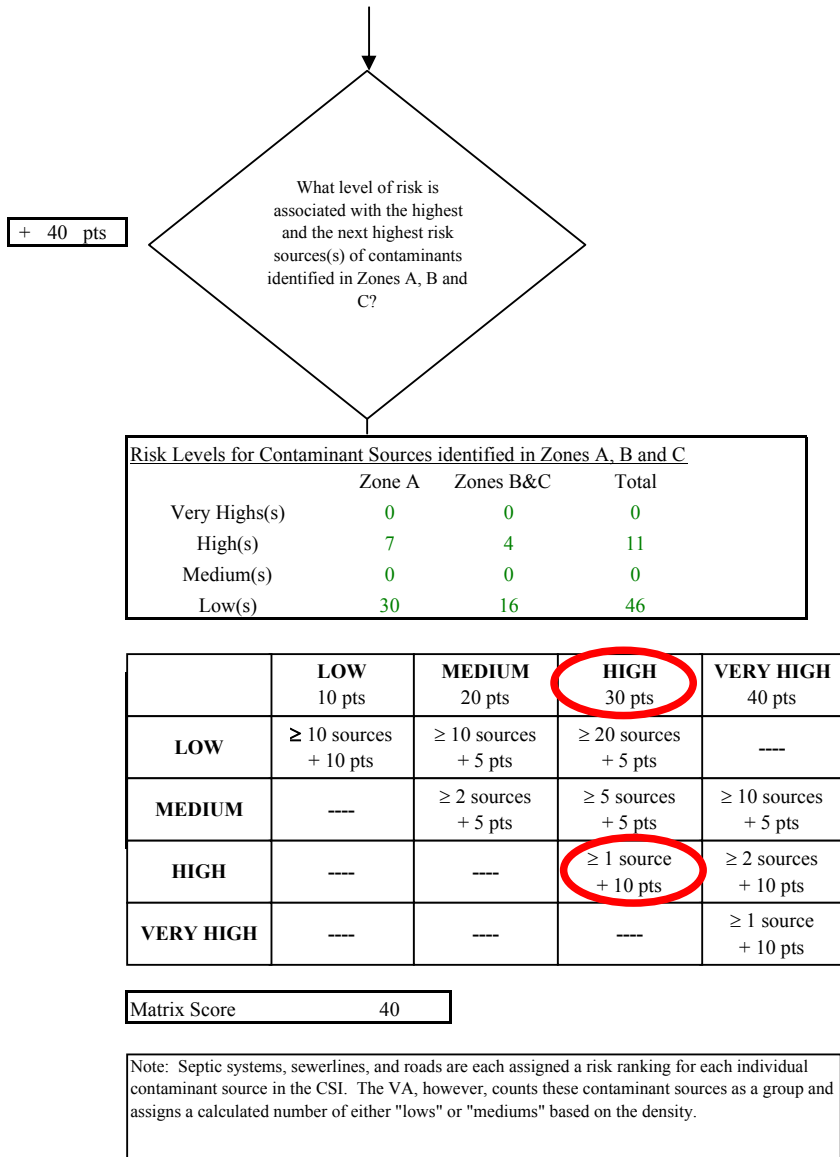 What level of risk is
associated with the highest
and the next highest risk
sources(s) of contaminants
identified in Zones A, B and
C?
+ 40 pts
Risk Levels for Contaminant Sources identified in Zones A, B and C
Zone A Zones B&C Total
Very Highs(s) 0 0 0
High(s) 7 4 11
Medium(s) 0 0 0
Low(s) 30 16 46
LOW MEDIUM HIGH VERY HIGH
10 pts 20 pts 30 pts 40 pts
LOW ≥ 10 sources ≥ 10 sources ≥ 20 sources ----
+ 10 pts + 5 pts + 5 pts
MEDIUM ---- ≥ 2 sources ≥ 5 sources ≥ 10 sources
+ 5 pts + 5 pts + 5 pts
HIGH ---- ---- ≥ 1 source ≥ 2 sources
+ 10 pts + 10 pts
VERY HIGH ---- ---- ---- ≥ 1 source
+ 10 pts
Matrix Score 40
Note: Septic systems, sewerlines, and roads are each assigned a risk ranking for each individual
contaminant source in the CSI. The VA, however, counts these contaminant sources as a group and
assigns a calculated number of either "lows" or "mediums" based on the density.